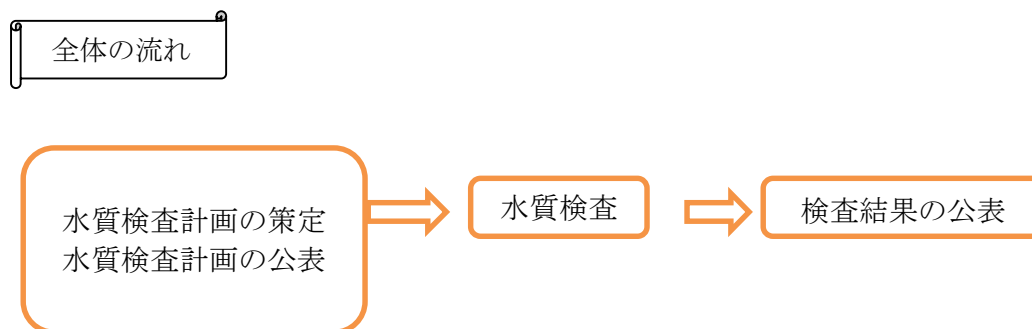 全体の流れ
水質検査計画の策定
水質検査計画の公表
水質検査
検査結果の公表